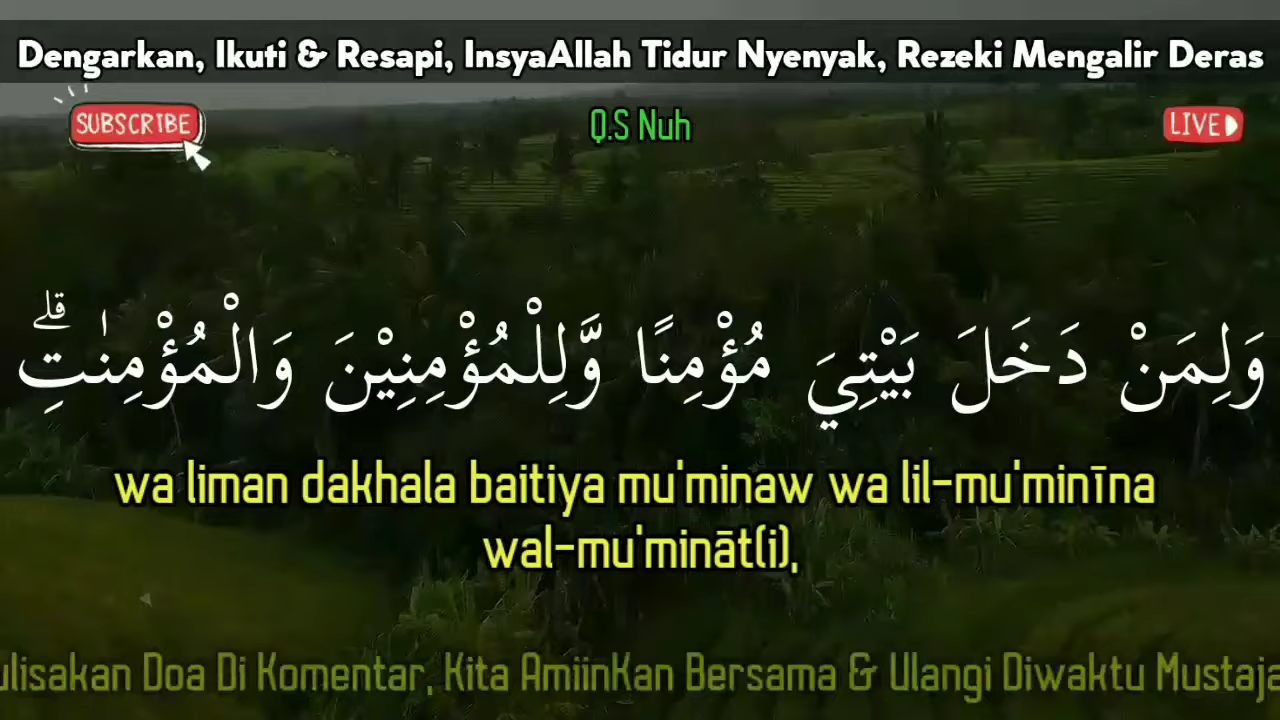 Dengarkan, Ikuti & Resapi, InsyaAllah Tidur Nyenyak, Rezeki Mengalir Deras
SUBSCRIBE
Q.S Nuh
LIVE
وَلِمَنْ دَخَلَ بَيْتِيَ مُؤْمِنًا وَّلِلْمُؤْمِنِيْنَ وَالْمُؤْمِنٰتِۗ
wa liman dakhala baitiya mu'minaw wa lil-mu'minīna
wal-mu'mināt(i),
ulisakan Doa Di Komentar, Kita AmiinKan Bersama & Ulangi Diwaktu Mustaja